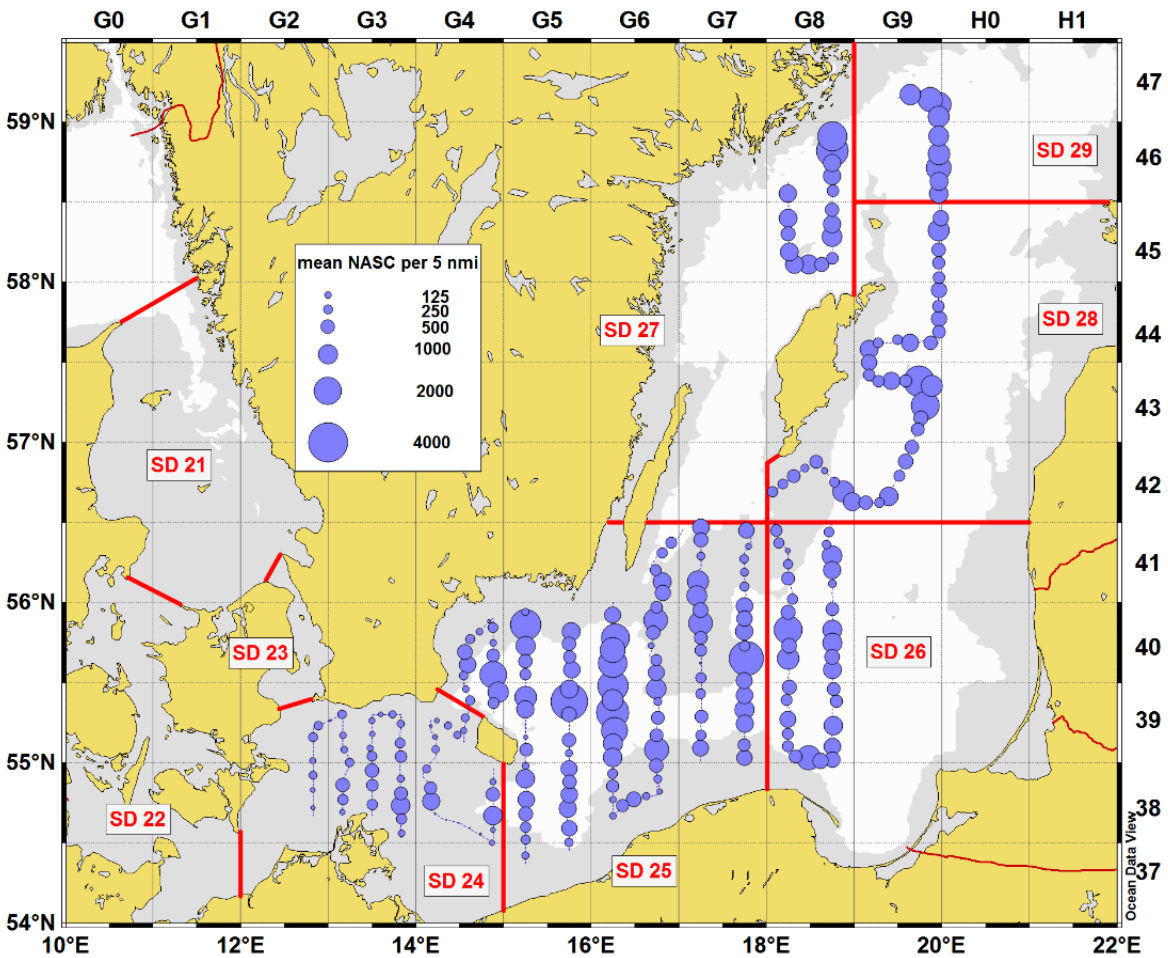 G0 G1 G2 G3 G4 G5 G6 G7 G8 G9 H0 H1
47
59°N
SD 29
46
mean NASC per 5 nmi
45
58°N
125
250
500
1000
2000
4000
SD 27
SD 28
44
43
57°N
SD 21
42
41
56°N
SD 23
SD 26
40
39
55°N
SD 22
38
SD 24
SD 25
37
54°N
Ocean Data View
10°E 12°E 14°E 16°E 18°E 20°E 22°E